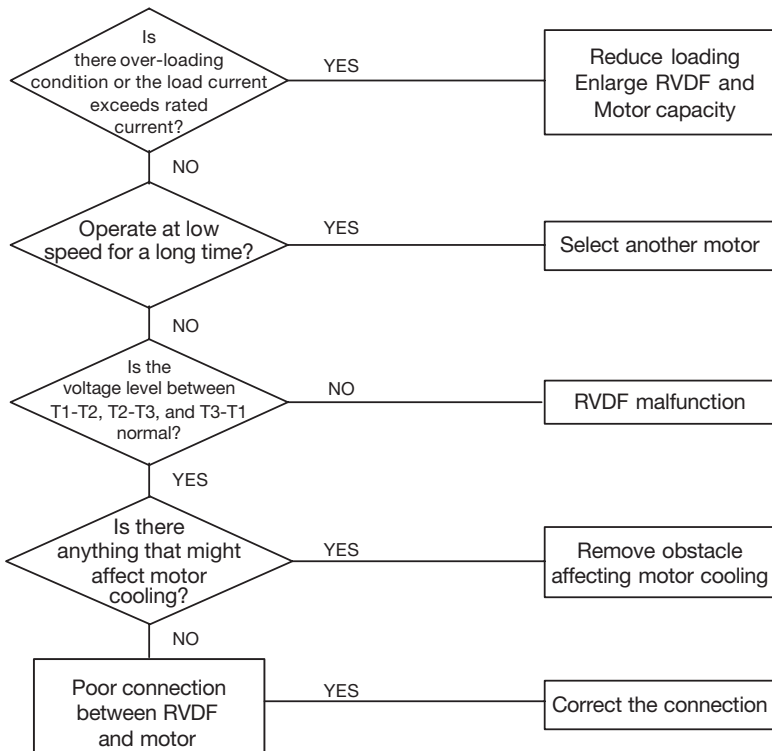 Is
there over-loading
condition or the load current
exceeds rated
current?
YES
Reduce loading
Enlarge RVDF and
Motor capacity
NO
Operate at low
speed for a long time?
YES
Select another motor
NO
Is the
voltage level between
T1-T2, T2-T3, and T3-T1
normal?
NO
RVDF malfunction
YES
Is there
anything that might
affect motor
cooling?
YES
Remove obstacle
affecting motor cooling
NO
Poor connection
between RVDF
and motor
YES
Correct the connection